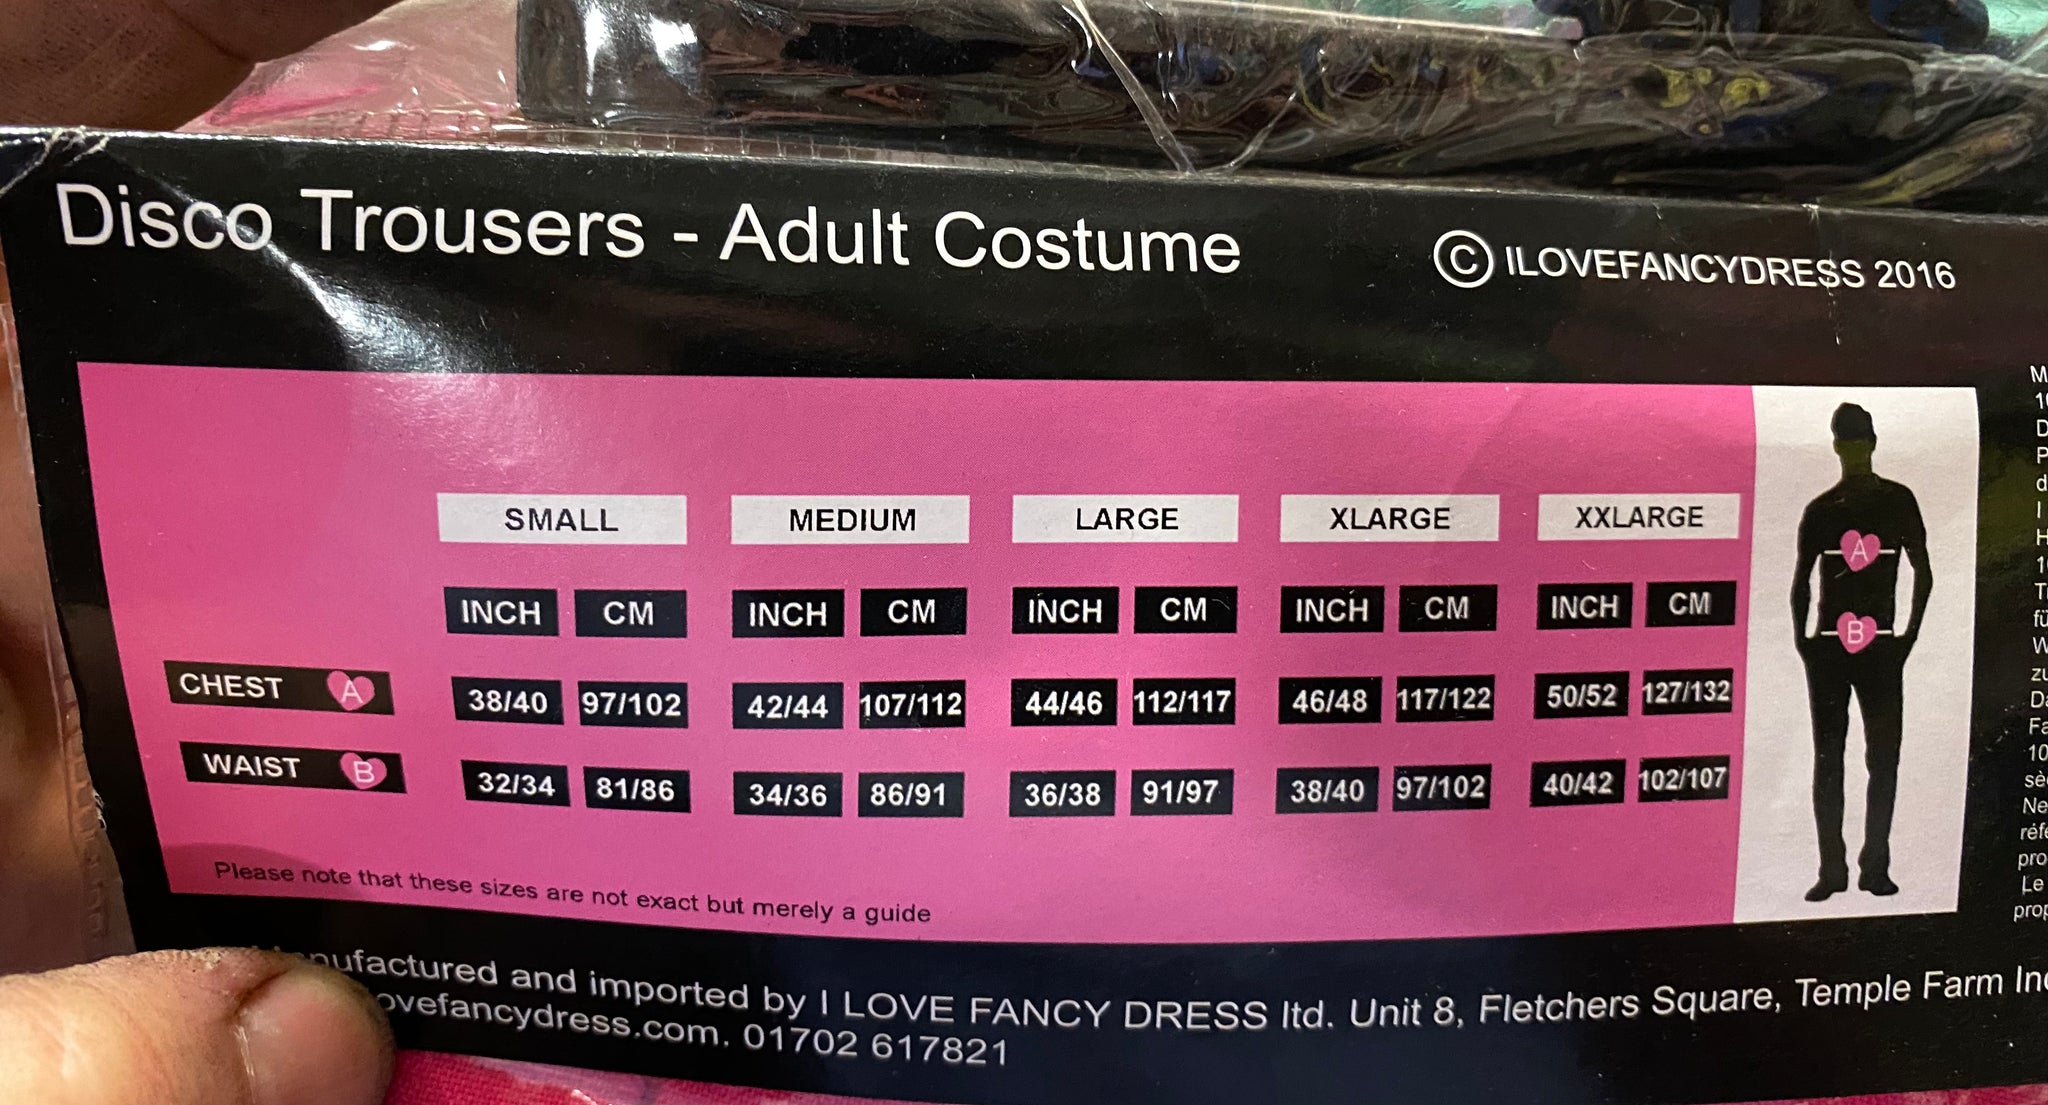 Disco Trousers - Adult Costume
© ILOVEFANCYDRESS 2016
SMALL MEDIUM LARGE XLARGE XXLARGE
INCH CM INCH CM INCH CM INCH CM INCH CM
CHEST A 38/40 97/102 42/44 107/112 44/46 112/117 46/48 117/122 50/52 127/132
WAIST B 32/34 81/86 34/36 86/91 36/38 91/97 38/40 97/102 40/42 102/107
A
B
Please note that these sizes are not exact but merely a guide
and imported by I LOVE FANCY DRESS ltd. Unit 8, Fletchers Square, Temple Farm
01702 617821